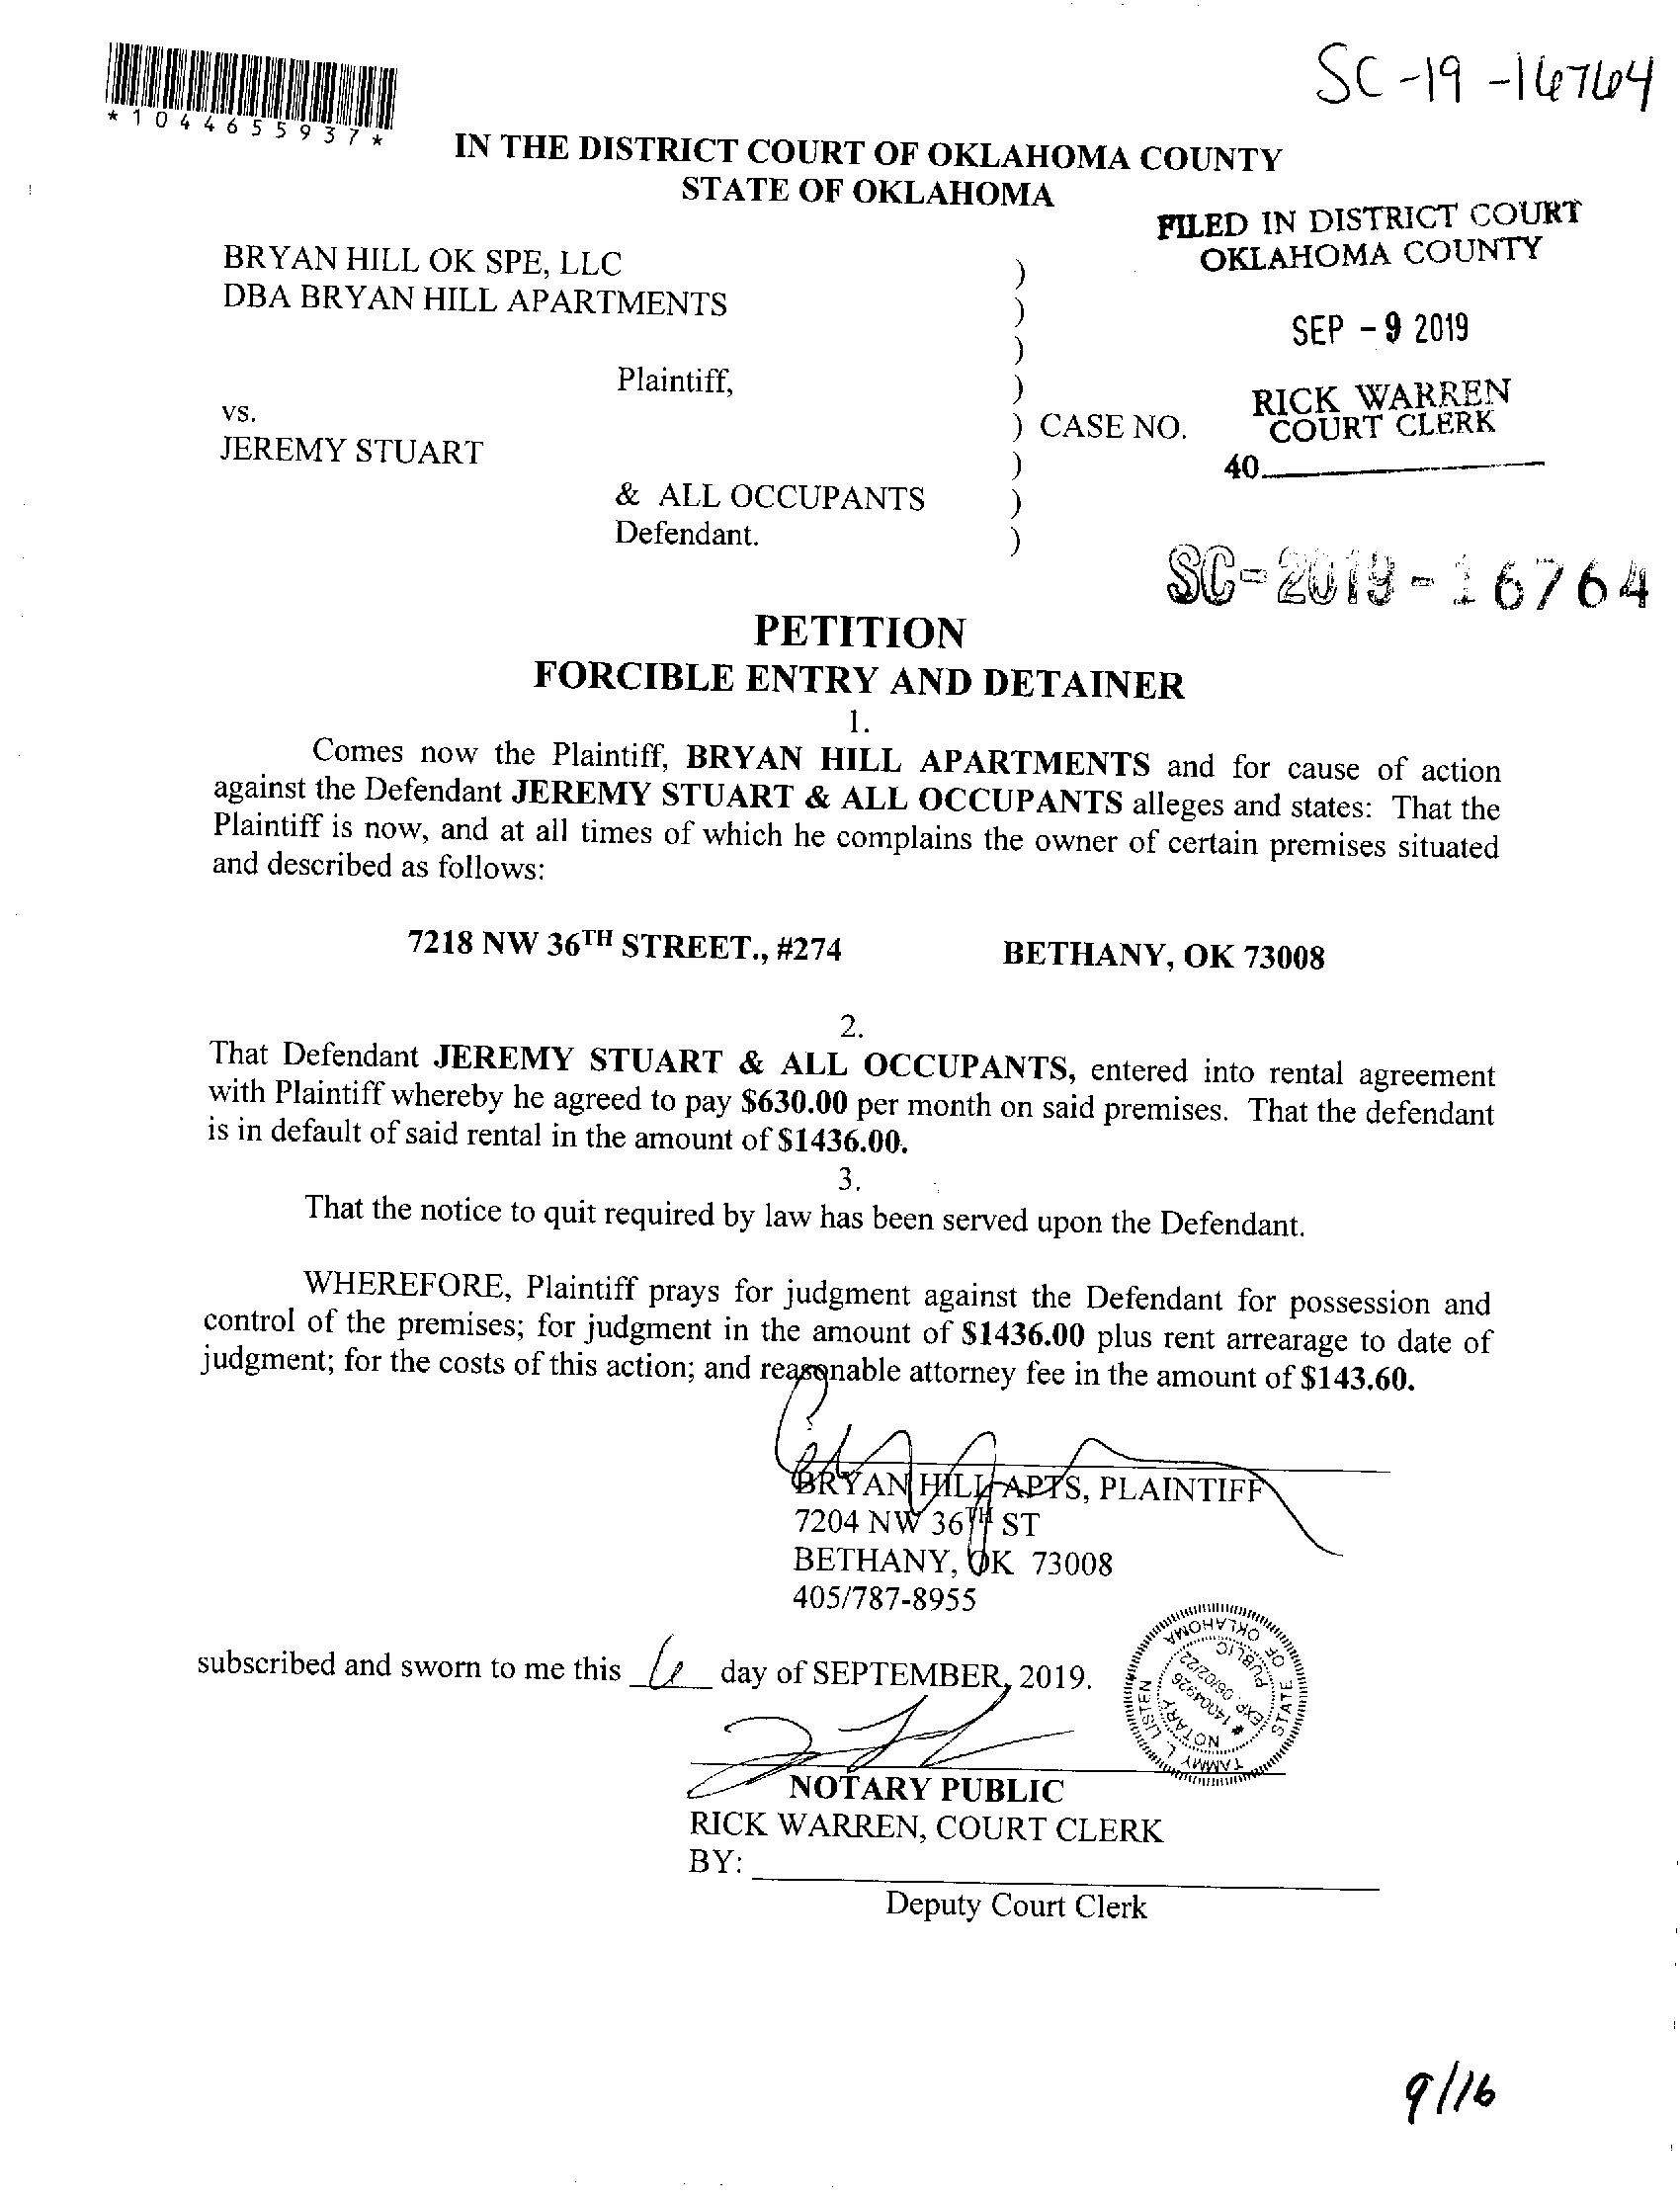 SC-19-16764
*1044655937*
IN THE DISTRICT COURT OF OKLAHOMA COUNTY
STATE OF OKLAHOMA
FILED IN DISTRICT COURT
OKLAHOMA COUNTY
SEP - 9 2019
RICK WARREN
COURT CLERK
40
BRYAN HILL OK SPE, LLC )
DBA BRYAN HILL APARTMENTS )
)
Plaintiff, )
vs. ) CASE NO.
JEREMY STUART )
& ALL OCCUPANTS )
Defendant. )
SC-2019-16764
PETITION
FORCIBLE ENTRY AND DETAINER
1.
Comes now the Plaintiff, BRYAN HILL APARTMENTS and for cause of action
against the Defendant JEREMY STUART & ALL OCCUPANTS alleges and states: That the
Plaintiff is now, and at all times of which he complains the owner of certain premises situated
and described as follows:
7218 NW 36TH STREET., #274 BETHANY, OK 73008
2.
That Defendant JEREMY STUART & ALL OCCUPANTS, entered into rental agreement
with Plaintiff whereby he agreed to pay $630.00 per month on said premises. That the defendant
is in default of said rental in the amount of $1436.00.
3.
That the notice to quit required by law has been served upon the Defendant.
WHEREFORE, Plaintiff prays for judgment against the Defendant for possession and
control of the premises; for judgment in the amount of $1436.00 plus rent arrearage to date of
judgment; for the costs of this action; and reasonable attorney fee in the amount of $143.60.
BRYAN HILL APTS, PLAINTIFF
7204 NW 36TH ST
BETHANY, OK 73008
405/787-8955
subscribed and sworn to me this 6 day of SEPTEMBER, 2019.
TAMMY L. LISTEN
STATE OF OKLAHOMA
NOTARY PUBLIC
# 14004926
EXP. 06/02/22
NOTARY PUBLIC
RICK WARREN, COURT CLERK
BY:
Deputy Court Clerk
9/16